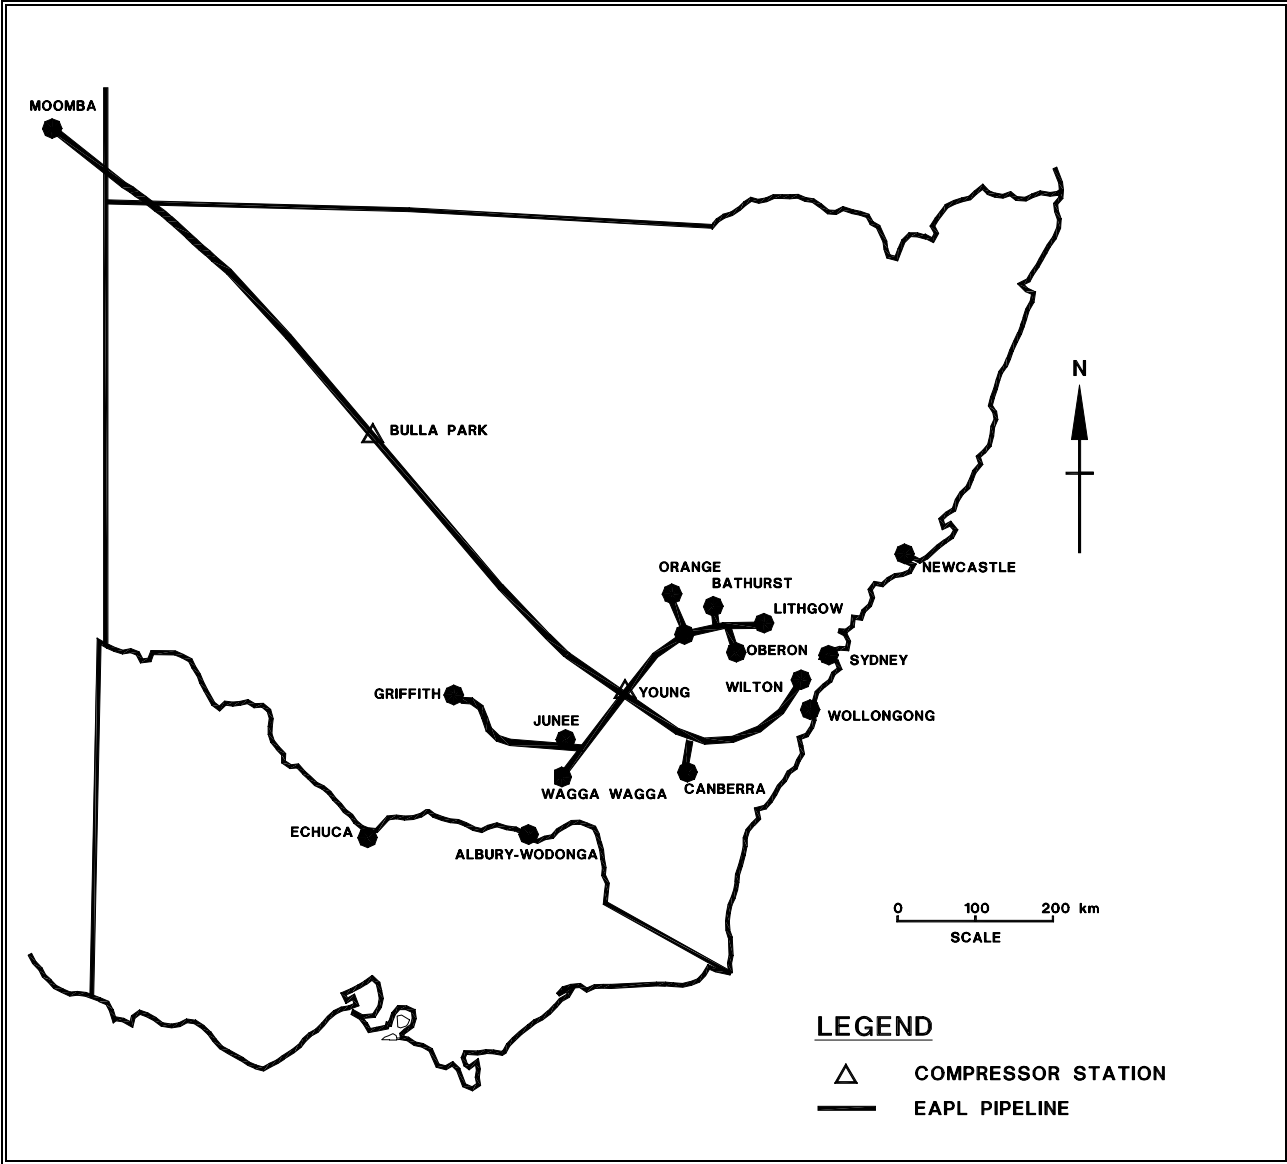 MOOMBA
N
BULLA PARK
ORANGE
NEWCASTLE
BATHURST
LITHGOW
OBERON
SYDNEY
WILTON
GRIFFITH
YOUNG
WOLLONGONG
JUNEE
CANBERRA
WAGGA WAGGA
ECHUCA
ALBURY-WODONGA
0 100 200 km
SCALE
LEGEND
COMPRESSOR STATION
EAPL PIPELINE